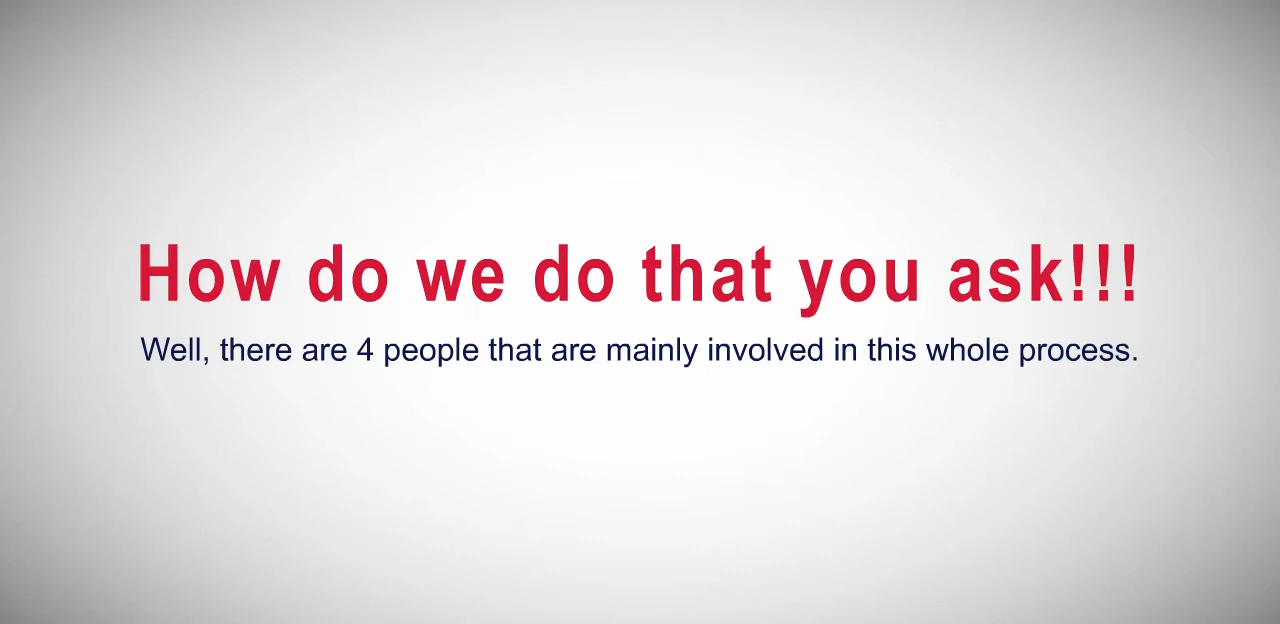 How do we do that you ask!!!
Well, there are 4 people that are mainly involved in this whole process.